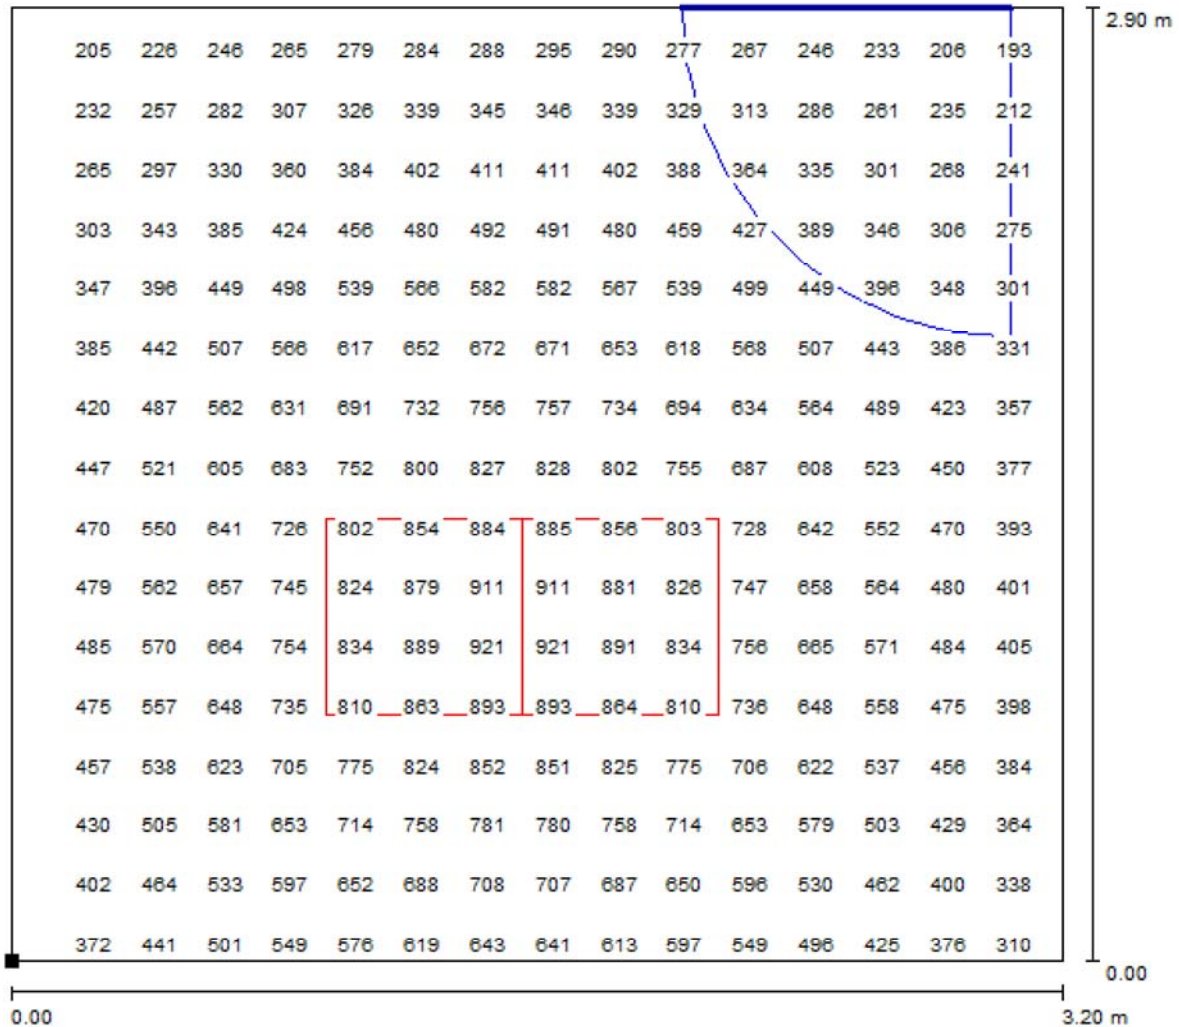 2.90 m
205 226 246 265 279 284 288 295 290 277 267 246 233 206 193
232 257 282 307 326 339 345 346 339 329 313 286 261 235 212
265 297 330 360 384 402 411 411 402 388 364 335 301 268 241
303 343 385 424 456 480 492 491 480 459 427 389 346 306 275
347 396 449 498 539 566 582 582 567 539 499 449 396 348 301
385 442 507 566 617 652 672 671 653 618 568 507 443 386 331
420 487 562 631 691 732 756 757 734 694 634 564 489 423 357
447 521 605 683 752 800 827 828 802 755 687 608 523 450 377
470 550 641 726 802 854 884 885 856 803 728 642 552 470 393
479 562 657 745 824 879 911 911 881 826 747 658 564 480 401
485 570 664 754 834 889 921 921 891 834 756 665 571 484 405
475 557 648 735 810 863 893 893 864 810 736 648 558 475 398
457 538 623 705 775 824 852 851 825 775 706 622 537 456 384
430 505 581 653 714 758 781 780 758 714 653 579 503 429 364
402 464 533 597 652 688 708 707 687 650 596 530 462 400 338
372 441 501 549 576 619 643 641 613 597 549 496 425 376 310
0.00
0.00 3.20 m